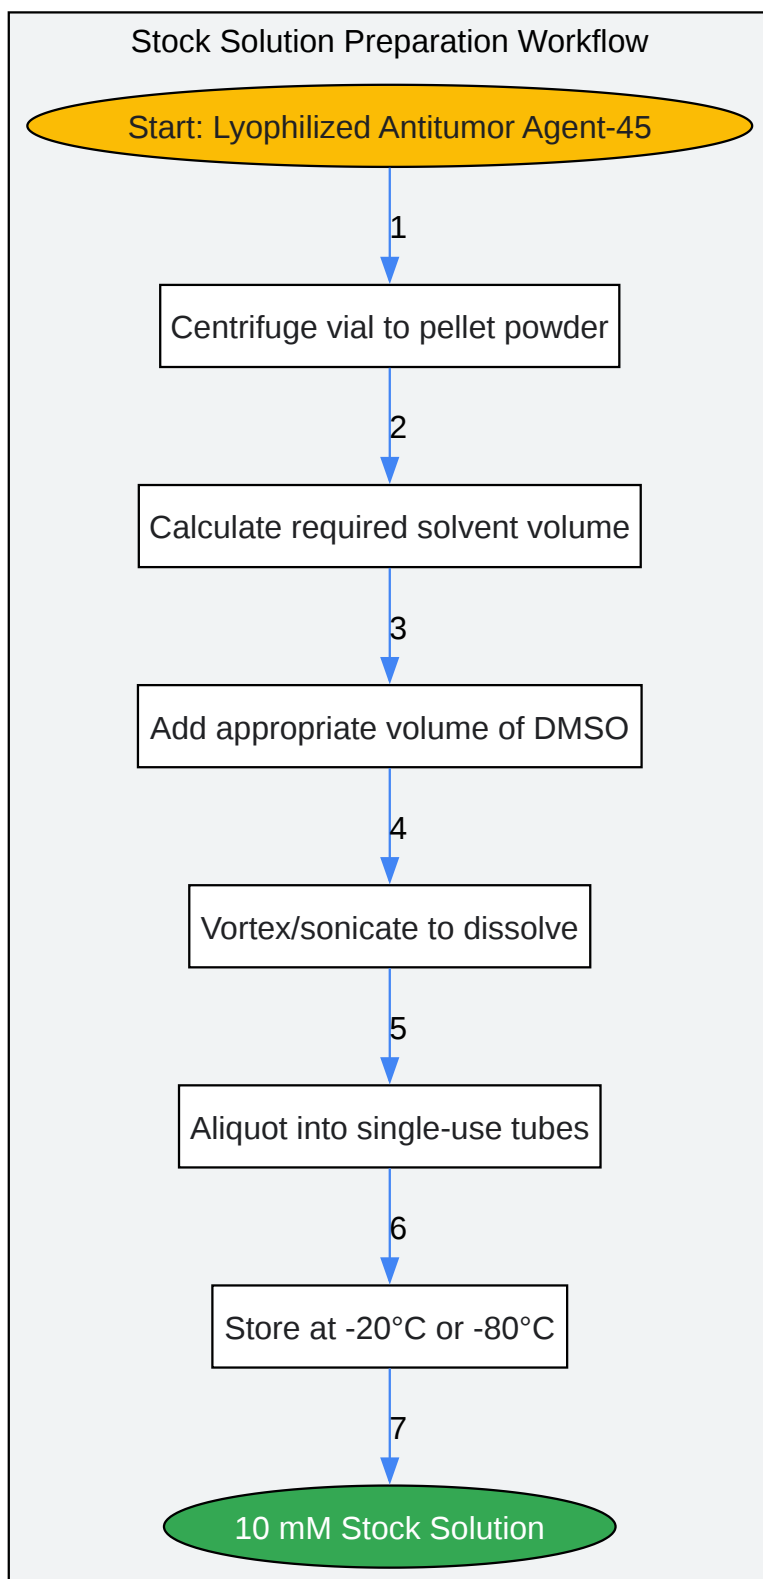 Stock Solution Preparation Workflow
Start: Lyophilized Antitumor Agent-45
1
Centrifuge vial to pellet powder
2
Calculate required solvent volume
3
Add appropriate volume of DMSO
4
Vortex/sonicate to dissolve
5
Aliquot into single-use tubes
6
Store at -20°C or -80°C
7
10 mM Stock Solution